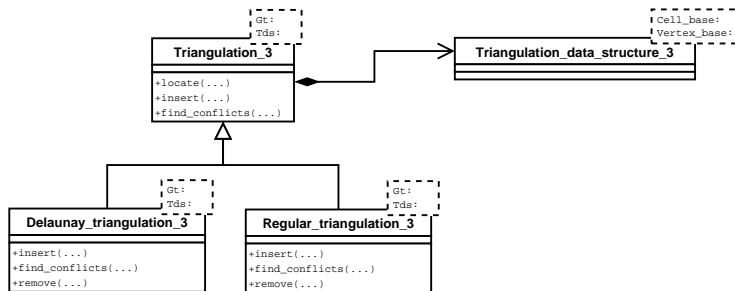 Gt:
Tds:
Triangulation_3
+locate(...)
+insert(...)
+find_conflicts(...)
Cell_base:
Vertex_base:
Triangulation_data_structure_3
Gt:
Tds:
Delaunay_triangulation_3
+insert(...)
+find_conflicts(...)
+remove(...)
Gt:
Tds:
Regular_triangulation_3
+insert(...)
+find_conflicts(...)
+remove(...)